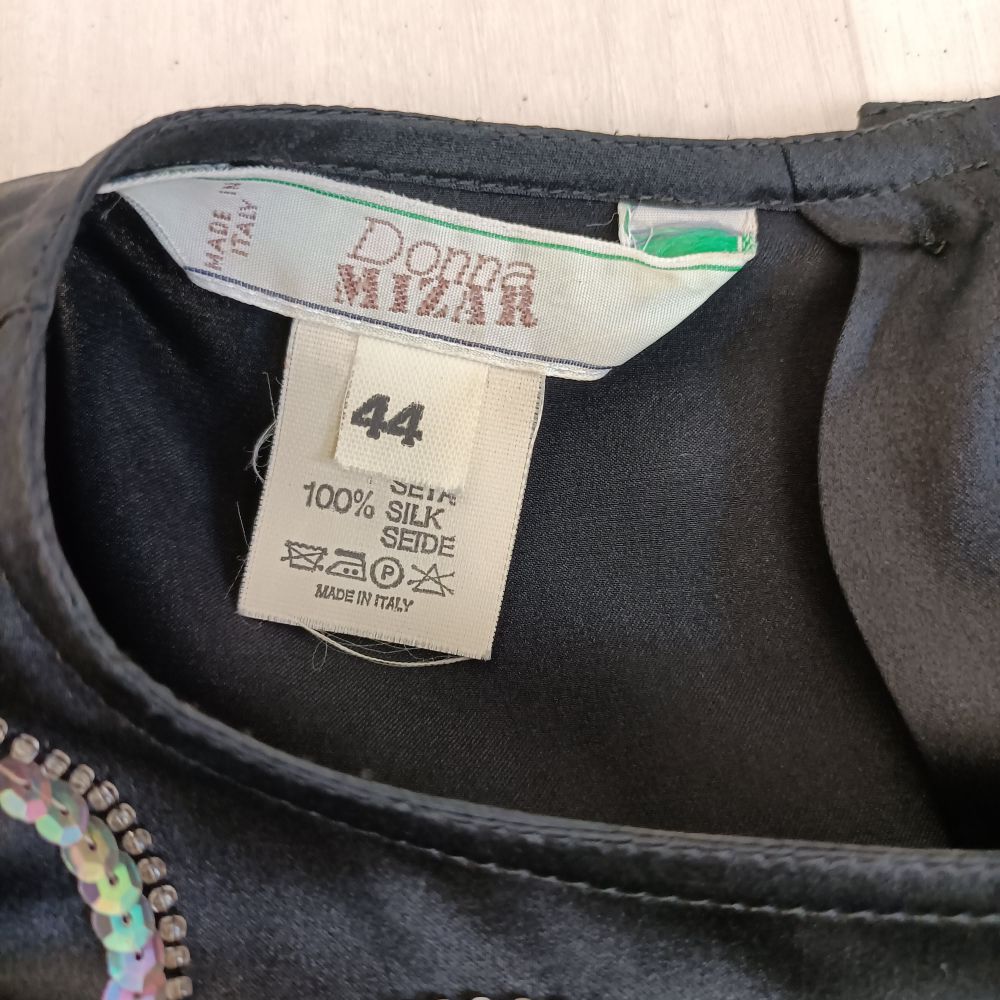 MADE IN
ITALY
Donna
MIZAR
44
SETA
100% SILK
SEIDE
P
MADE IN ITALY